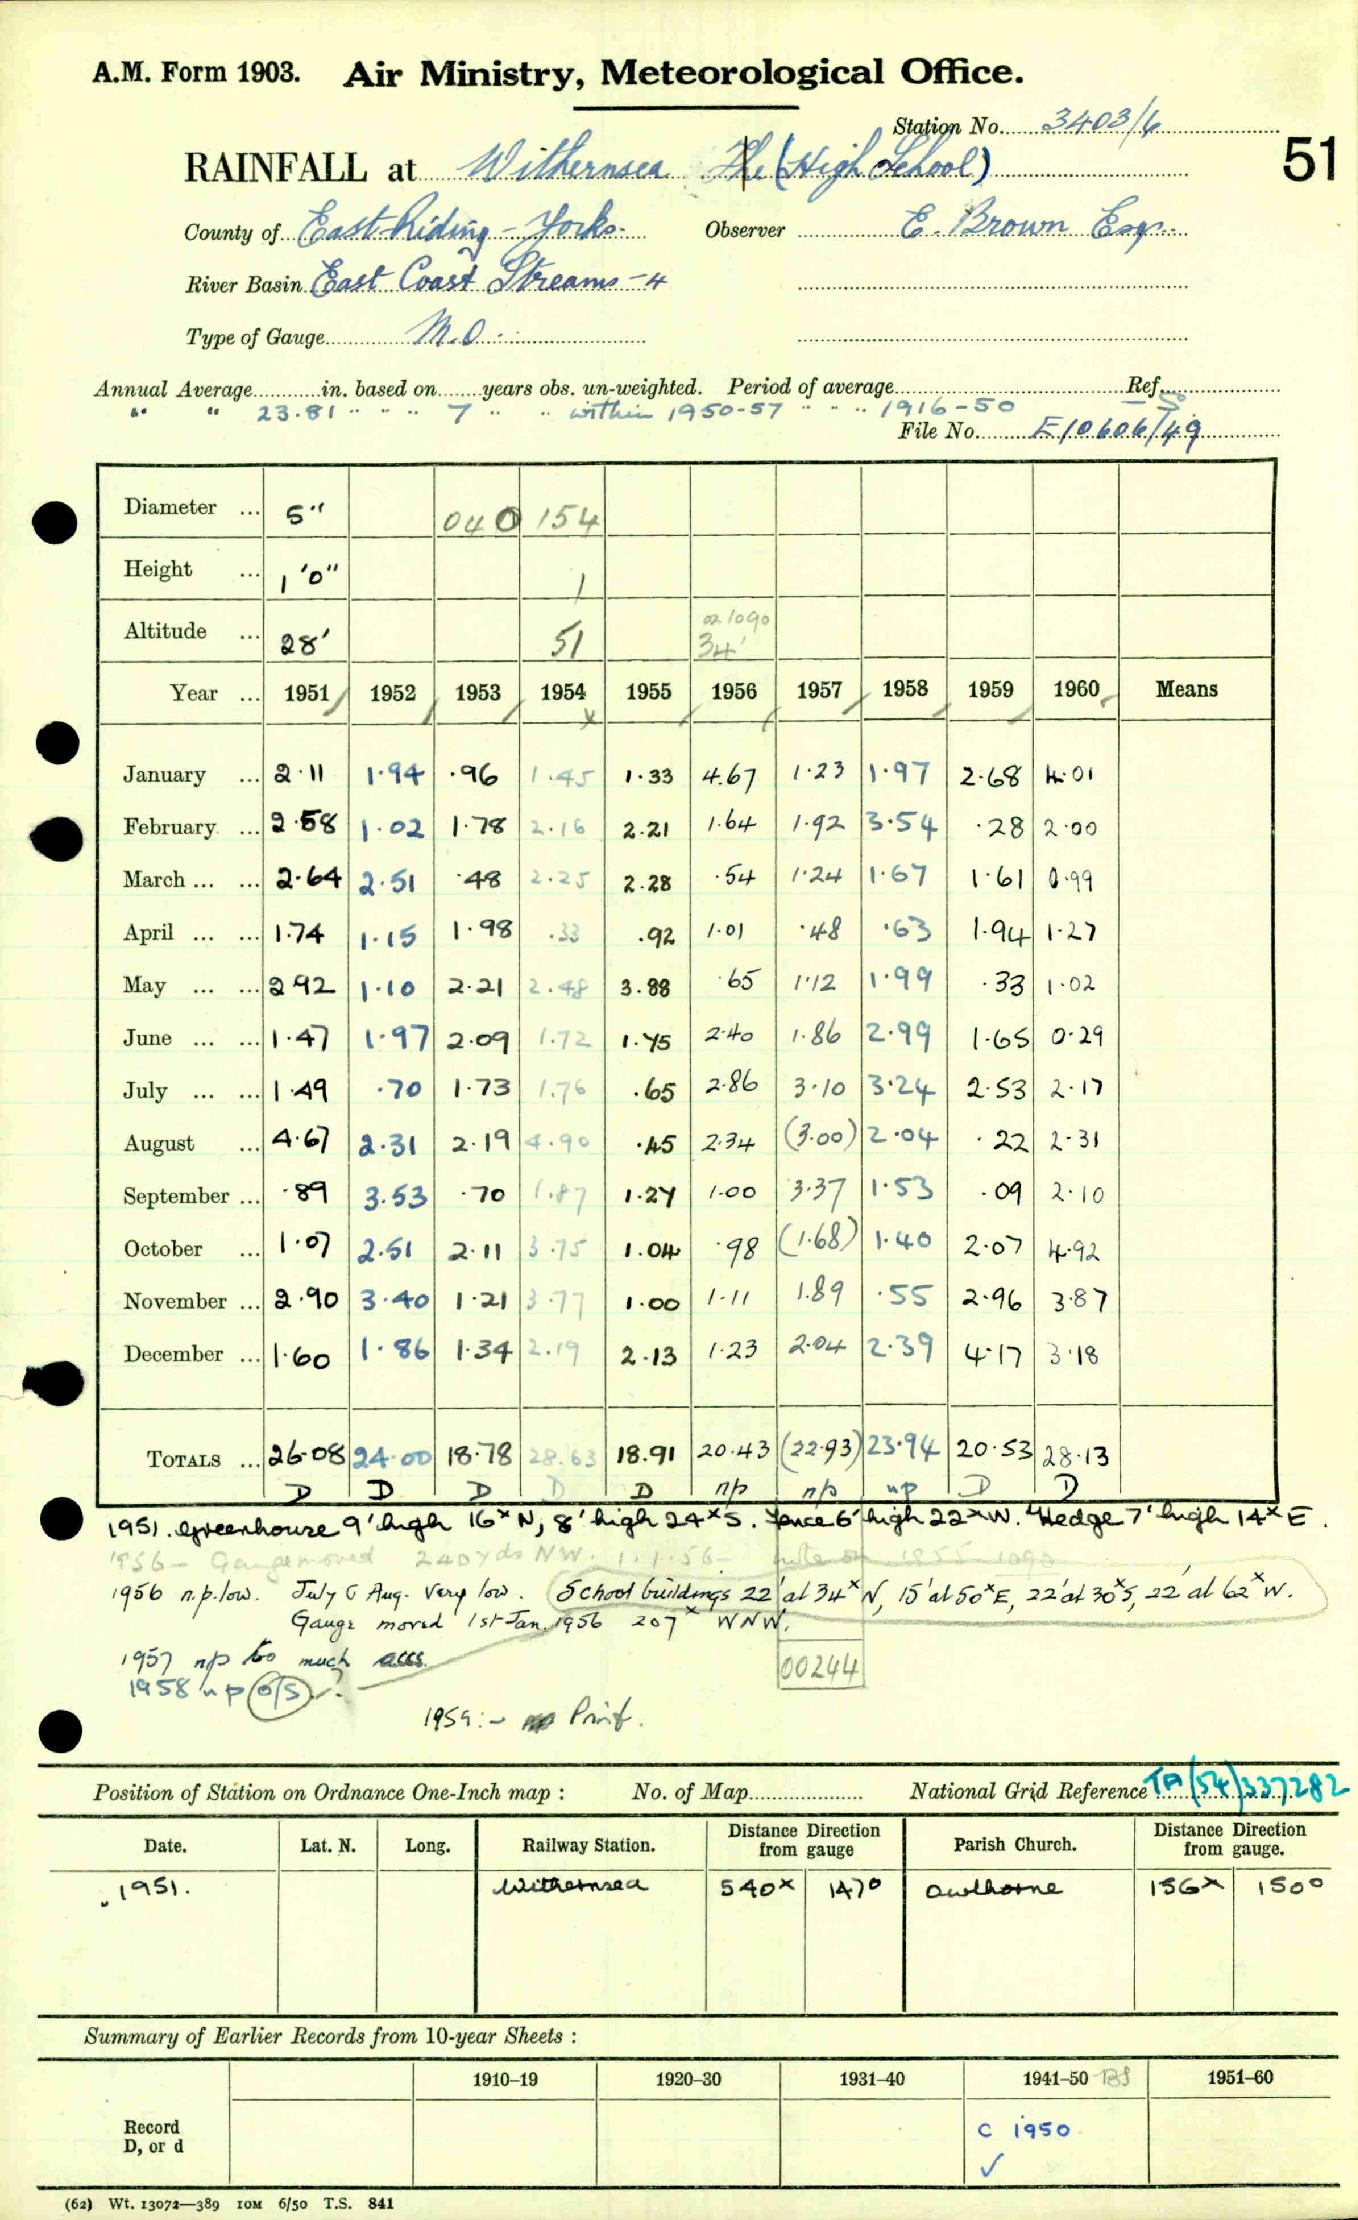 A.M. Form 1903. Air Ministry, Meteorological Office.
Station No. 3403/6
51
RAINFALL at Withernsea The (High School)
County of East Riding - Yorks. Observer E. Brown Esq.
River Basin East Coast Streams - 4
Type of Gauge M.O.
Annual Average in. based on years obs. un-weighted. Period of average Ref.
" " 23.81 " " " 7 " " within 1950-57 " " " 1916-50
File No. E10606/49
Diameter ... 5" 040 154
Height ... 1'0" 1
Altitude ... 28' 51 021090 34'
Year ... 1951 1952 1953 1954 1955 1956 1957 1958 1959 1960 Means
January ... 2.11 1.94 .96 1.45 1.33 4.67 1.23 1.97 2.68 4.01
February ... 2.58 1.02 1.78 2.16 2.21 1.64 1.92 3.54 .28 2.00
March ... ... 2.64 2.51 .48 2.25 2.28 .54 1.24 1.67 1.61 0.99
April ... ... 1.74 1.15 1.98 .33 .92 1.01 .48 .63 1.94 1.27
May ... ... 2.92 1.10 2.21 2.48 3.88 .65 1.12 1.99 .33 1.02
June ... ... 1.47 1.97 2.09 1.72 1.75 2.40 1.86 2.99 1.65 0.29
July ... ... 1.49 .70 1.73 1.76 .65 2.86 3.10 3.24 2.53 2.17
August ... 4.67 2.31 2.19 4.90 .45 2.34 (3.00) 2.04 .22 2.31
September ... .89 3.53 .70 1.87 1.27 1.00 3.37 1.53 .09 2.10
October ... 1.07 2.51 2.11 3.75 1.04 .98 (1.68) 1.40 2.07 4.92
November ... 2.90 3.40 1.21 3.77 1.00 1.11 1.89 .55 2.96 3.87
December ... 1.60 1.86 1.34 2.19 2.13 1.23 2.04 2.39 4.17 3.18
TOTALS ... 26.08 24.00 18.78 28.63 18.91 20.43 (22.93) 23.94 20.53 28.13
D D D D D np np np D D
1951. Greenhouse 9' high 16x N, 8' high 24x S. Fence 6' high 22x W. Hedge 7' high 14x E.
1956 - Gauge moved 240 yds NW. 1.1.56 - 1955 1090
1956 n.p. low. July & Aug. very low. School buildings 22' at 34x N, 15' at 50x E, 22' at 30x S, 22' at 62x W.
Gauge moved 1st Jan. 1956 207x WNW.
1957 np too much accs. 00244
1958 np o/s ?
1959:- np Print.
Position of Station on Ordnance One-Inch map : No. of Map National Grid Reference TA (54) 337282
Date. Lat. N. Long. Railway Station. Distance from Direction gauge Parish Church. Distance from Direction gauge.
1951. Withernsea 540x 147° Owthorne 156x 150°
Summary of Earlier Records from 10-year Sheets :
1910–19 1920–30 1931–40 1941–50 1951–60
Record D, or d C 1950 ✓
(62) Wt. 13072—389 10M 6/50 T.S. 841